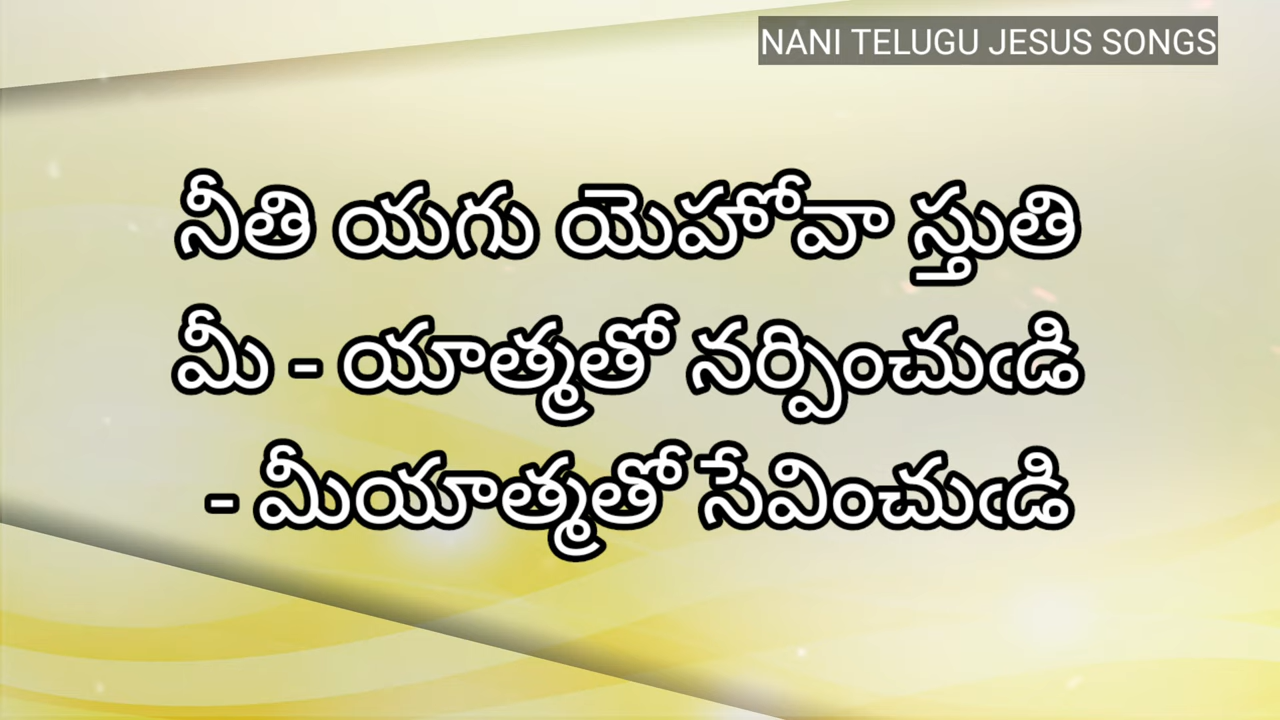 NANI TELUGU JESUS SONGS
నీతి యగు యెహోవా స్తుతి
మీ - యాత్మతో నర్పించుఁడి
- మీయాత్మతో సేవించుఁడి